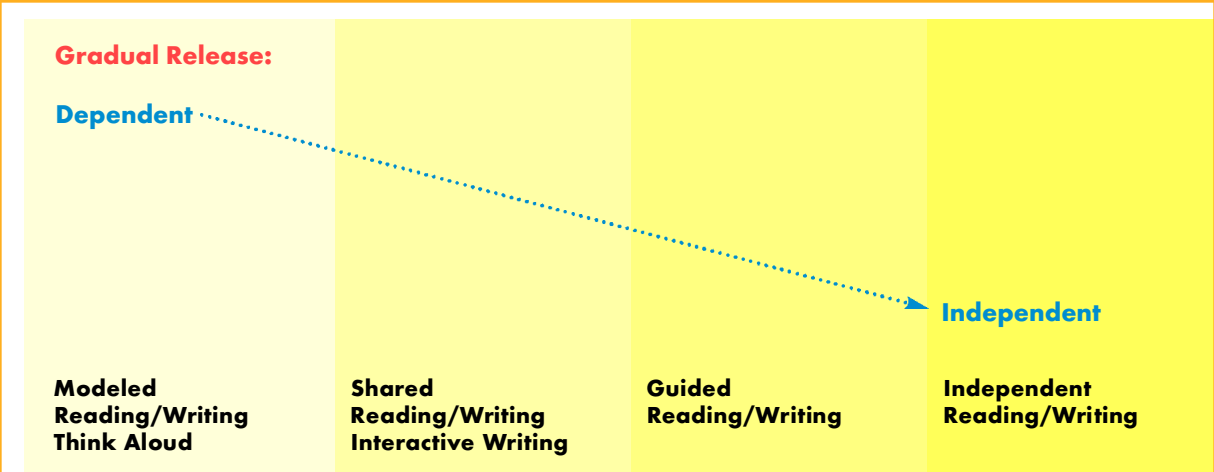 Gradual Release:
Dependent
Independent
Modeled
Reading/Writing
Think Aloud
Shared
Reading/Writing
Interactive Writing
Guided
Reading/Writing
Independent
Reading/Writing